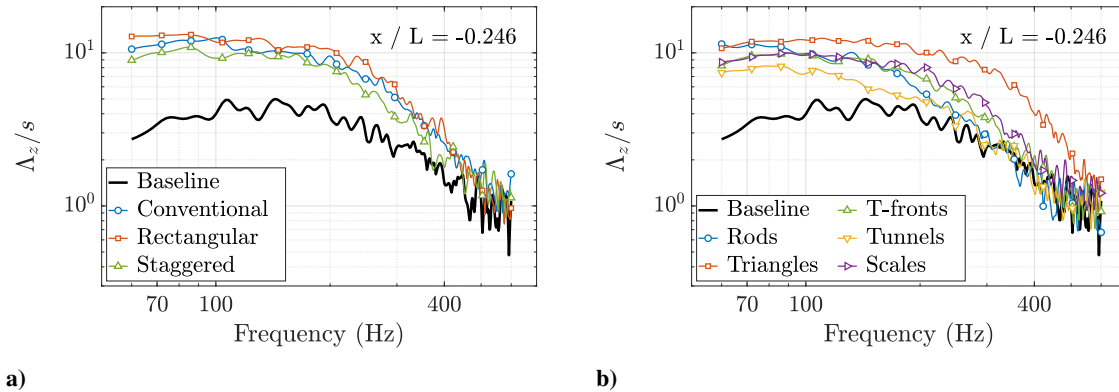 x / L = -0.246
10¹
10⁰
Λz/s
Baseline
Conventional
Rectangular
Staggered
70 100 400
Frequency (Hz)
a)
x / L = -0.246
10¹
10⁰
Λz/s
Baseline
Rods
Triangles
T-fronts
Tunnels
Scales
70 100 400
Frequency (Hz)
b)